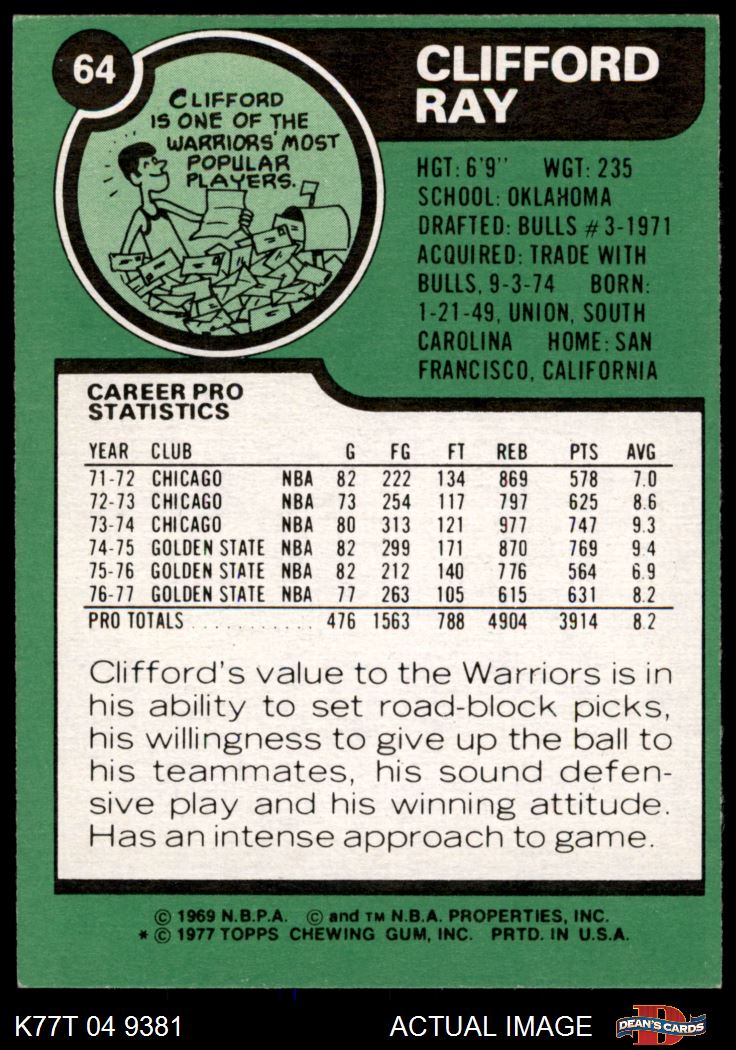 64
CLIFFORD
IS ONE OF THE
WARRIORS' MOST
POPULAR
PLAYERS.
CLIFFORD
RAY
HGT: 6'9" WGT: 235
SCHOOL: OKLAHOMA
DRAFTED: BULLS #3-1971
ACQUIRED: TRADE WITH
BULLS, 9-3-74 BORN:
1-21-49, UNION, SOUTH
CAROLINA HOME: SAN
FRANCISCO, CALIFORNIA
CAREER PRO
STATISTICS
YEAR CLUB G FG FT REB PTS AVG
71-72 CHICAGO NBA 82 222 134 869 578 7.0
72-73 CHICAGO NBA 73 254 117 797 625 8.6
73-74 CHICAGO NBA 80 313 121 977 747 9.3
74-75 GOLDEN STATE NBA 82 299 171 870 769 9.4
75-76 GOLDEN STATE NBA 82 212 140 776 564 6.9
76-77 GOLDEN STATE NBA 77 263 105 615 631 8.2
PRO TOTALS . . . . . . . . . . . 476 1563 788 4904 3914 8.2
Clifford's value to the Warriors is in
his ability to set road-block picks,
his willingness to give up the ball to
his teammates, his sound defen-
sive play and his winning attitude.
Has an intense approach to game.
© 1969 N.B.P.A. © and TM N.B.A. PROPERTIES, INC.
* © 1977 TOPPS CHEWING GUM, INC. PRTD. IN U.S.A.
K77T 04 9381 ACTUAL IMAGE D DEAN'S CARDS